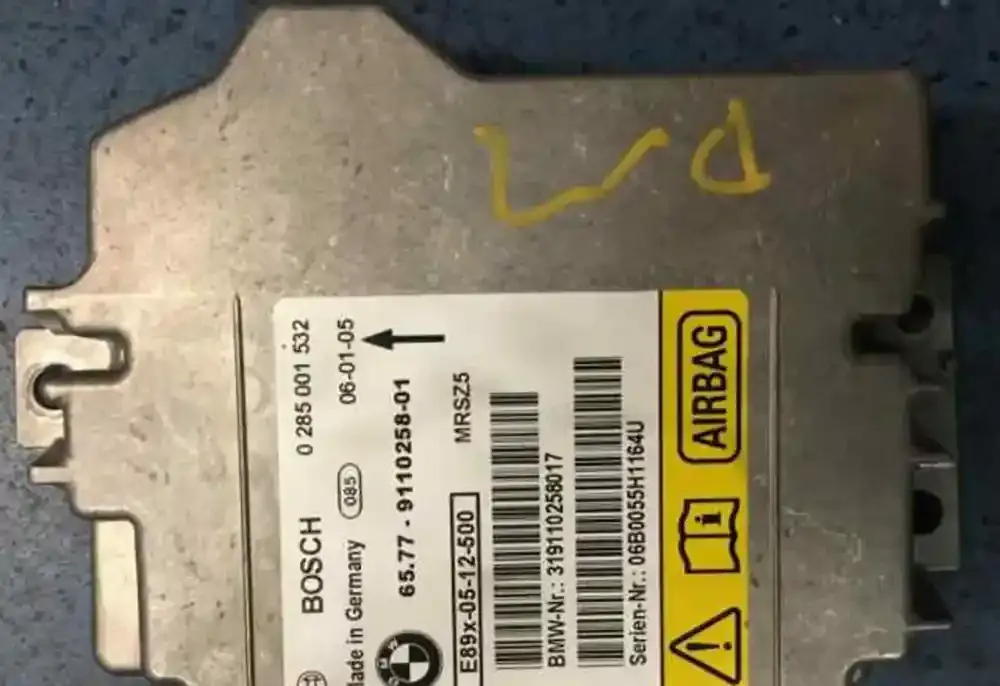 BOSCH 0 285 001 532
Made in Germany 085 06-01-05
65.77 - 9110258-01
E89x-05-12-500 MRSZ5
BMW-Nr.: 319110258017
Serien-Nr.: 06B0055H1164U
AIRBAG